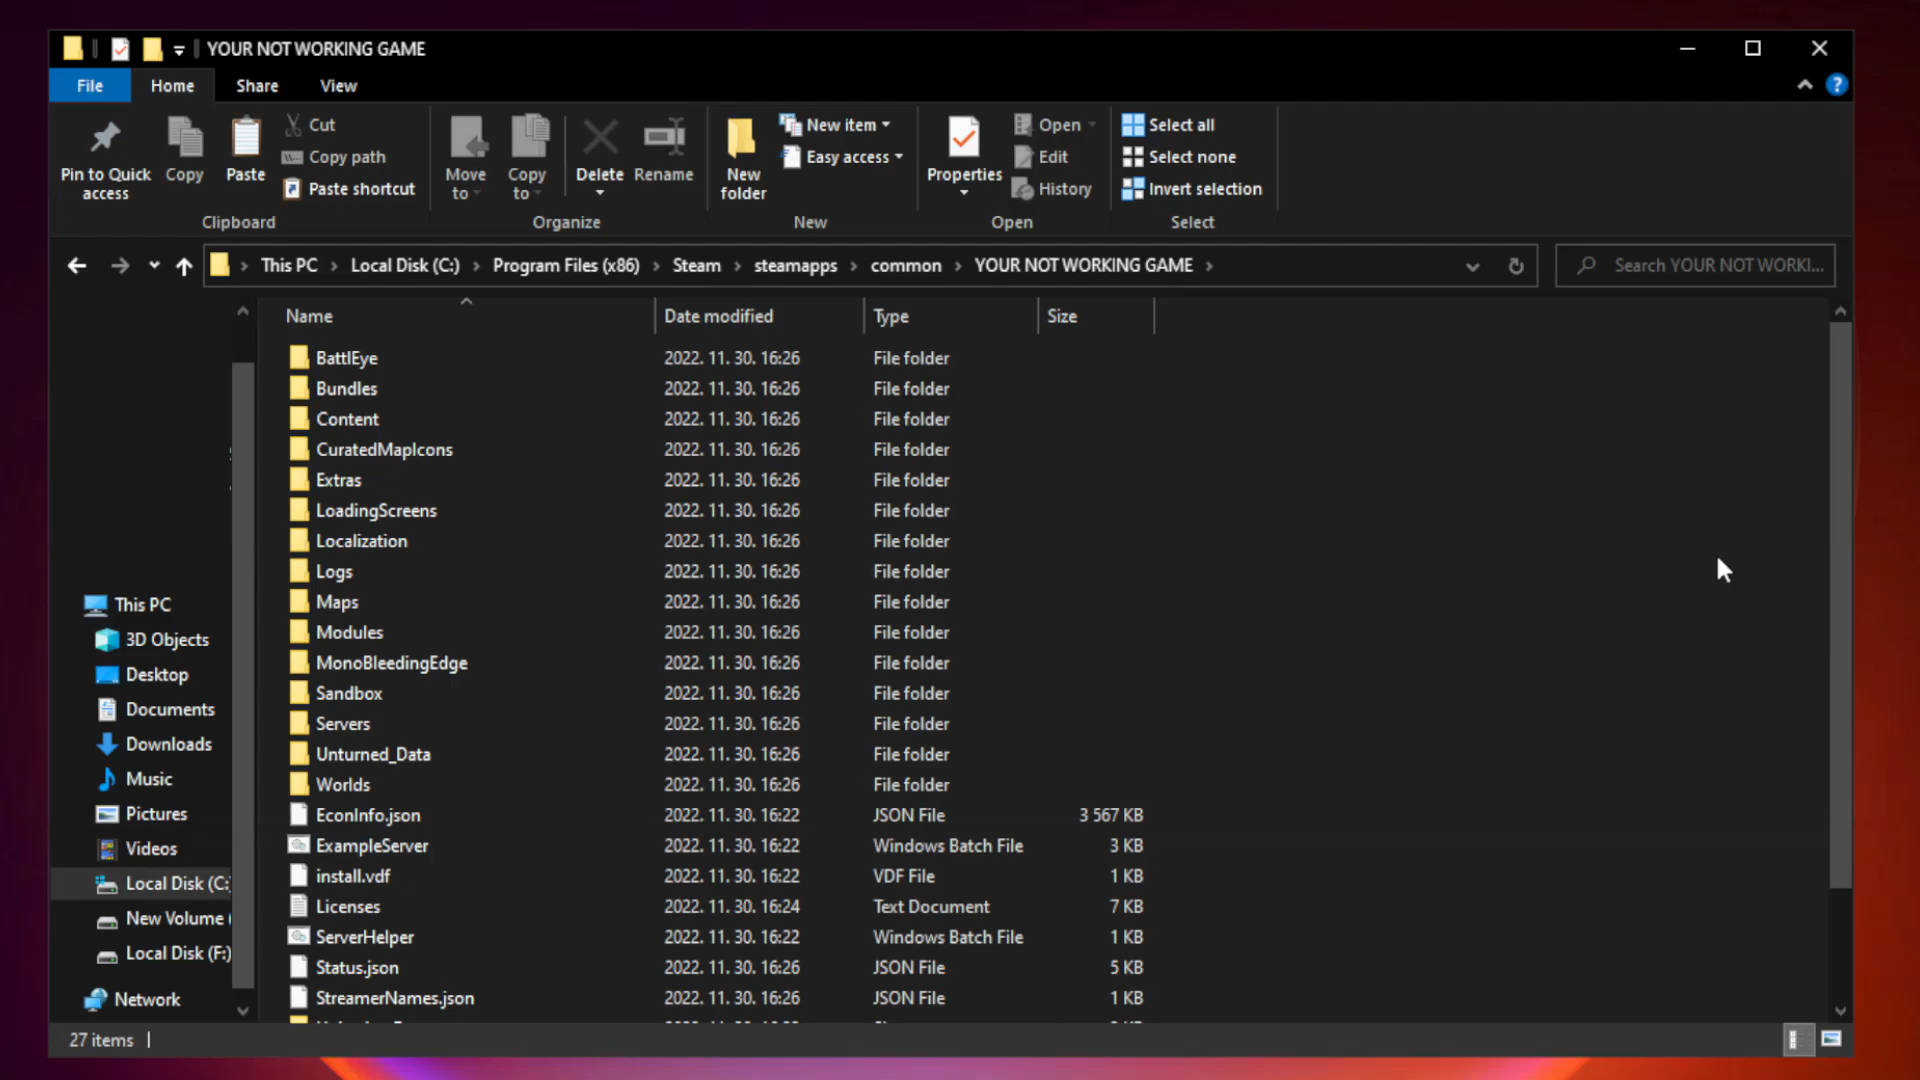 YOUR NOT WORKING GAME
File Home Share View
Pin to Quick access
Copy
Paste
Cut
Copy path
Paste shortcut
Clipboard
Move to
Copy to
Delete
Rename
Organize
New folder
New item
Easy access
New
Properties
Open
Edit
History
Open
Select all
Select none
Invert selection
Select
This PC > Local Disk (C:) > Program Files (x86) > Steam > steamapps > common > YOUR NOT WORKING GAME >
Search YOUR NOT WORKI...
This PC
3D Objects
Desktop
Documents
Downloads
Music
Pictures
Videos
Local Disk (C:
New Volume (
Local Disk (F:)
Network
Name Date modified Type Size
BattlEye 2022. 11. 30. 16:26 File folder
Bundles 2022. 11. 30. 16:26 File folder
Content 2022. 11. 30. 16:26 File folder
CuratedMapIcons 2022. 11. 30. 16:26 File folder
Extras 2022. 11. 30. 16:26 File folder
LoadingScreens 2022. 11. 30. 16:26 File folder
Localization 2022. 11. 30. 16:26 File folder
Logs 2022. 11. 30. 16:26 File folder
Maps 2022. 11. 30. 16:26 File folder
Modules 2022. 11. 30. 16:26 File folder
MonoBleedingEdge 2022. 11. 30. 16:26 File folder
Sandbox 2022. 11. 30. 16:26 File folder
Servers 2022. 11. 30. 16:26 File folder
Unturned_Data 2022. 11. 30. 16:26 File folder
Worlds 2022. 11. 30. 16:26 File folder
EconInfo.json 2022. 11. 30. 16:22 JSON File 3 567 KB
ExampleServer 2022. 11. 30. 16:22 Windows Batch File 3 KB
install.vdf 2022. 11. 30. 16:22 VDF File 1 KB
Licenses 2022. 11. 30. 16:24 Text Document 7 KB
ServerHelper 2022. 11. 30. 16:22 Windows Batch File 1 KB
Status.json 2022. 11. 30. 16:26 JSON File 5 KB
StreamerNames.json 2022. 11. 30. 16:26 JSON File 1 KB
27 items